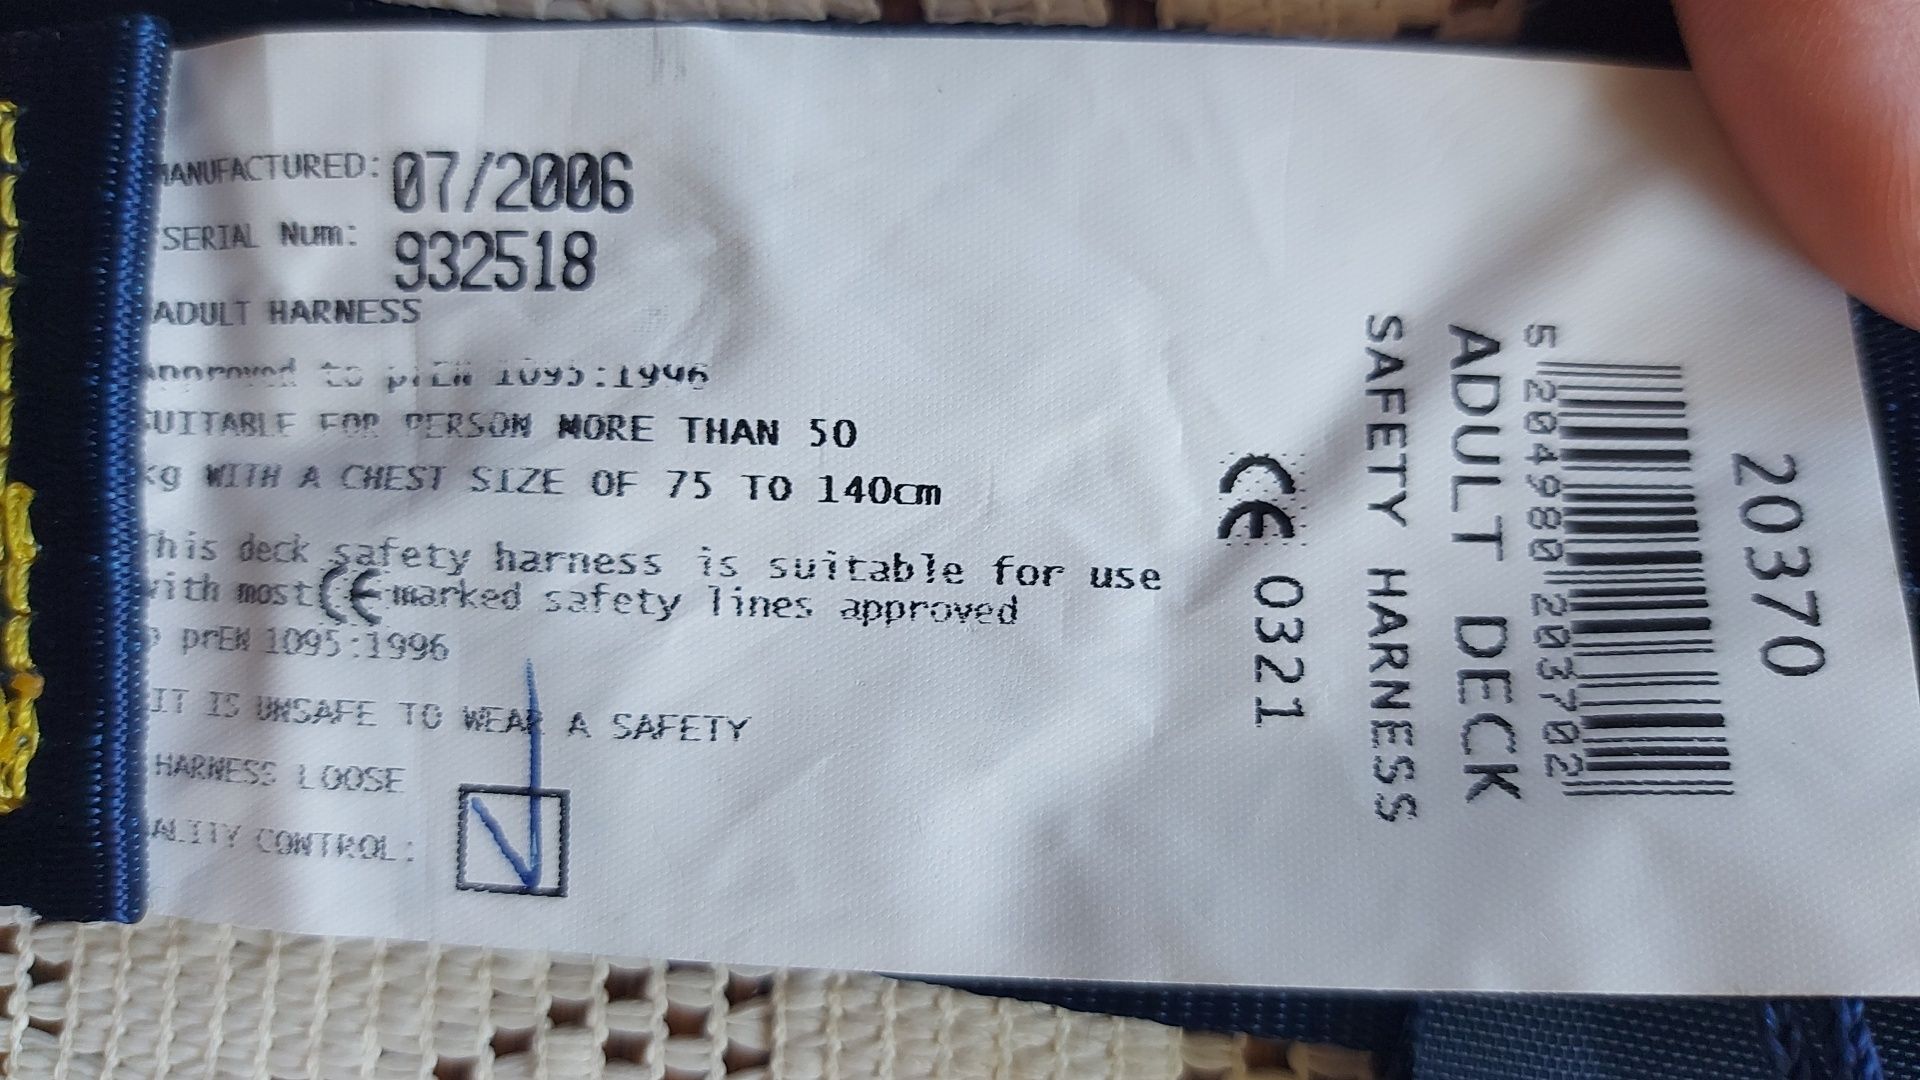 MANUFACTURED: 07/2006
SERIAL Num: 932518
ADULT HARNESS
Approved to prEN 1095:1996
SUITABLE FOR PERSON MORE THAN 50
kg WITH A CHEST SIZE OF 75 TO 140cm
This deck safety harness is suitable for use
with most CE marked safety lines approved
prEN 1095:1996
IT IS UNSAFE TO WEAR A SAFETY
HARNESS LOOSE
ALITY CONTROL:
20370
5 204980 203702
ADULT DECK
SAFETY HARNESS
CE 0321